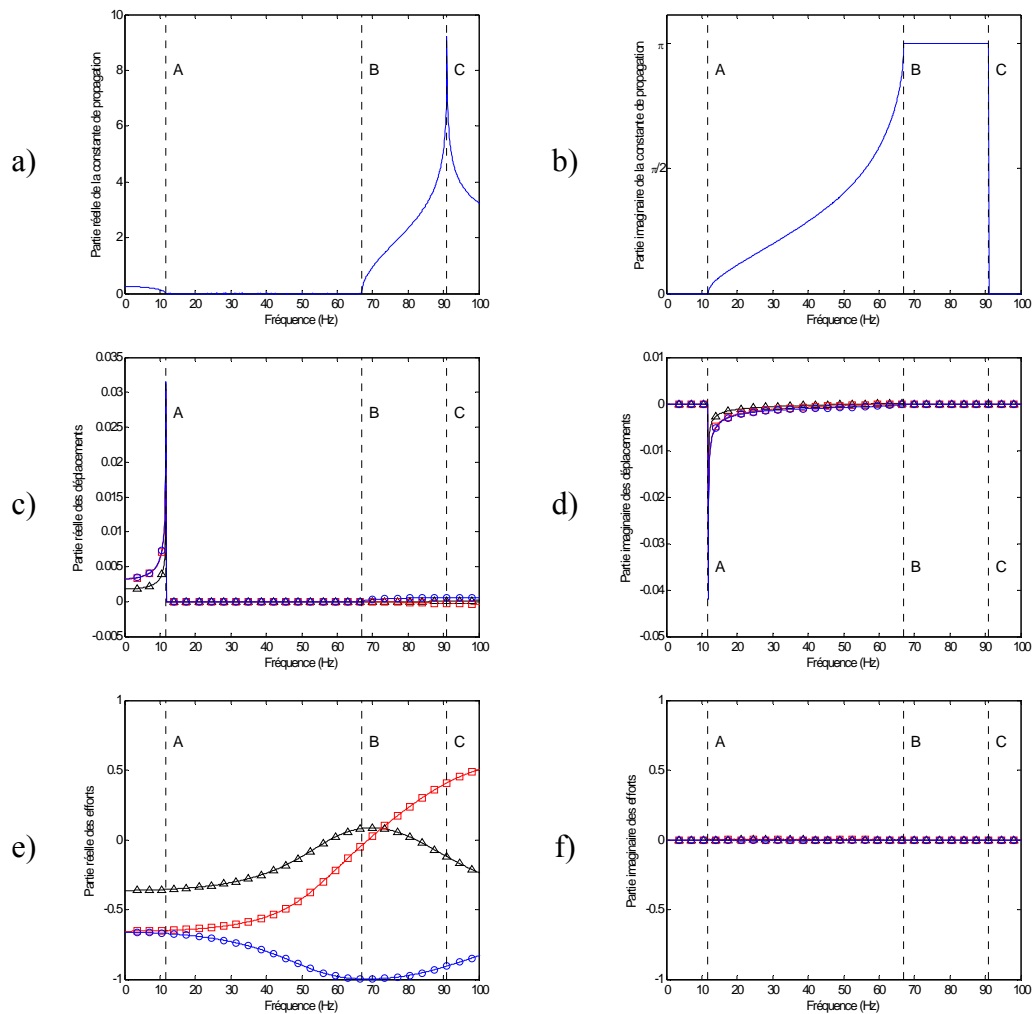 a)
Partie réelle de la constante de propagation
10
8
6
4
2
0
A
B
C
0 10 20 30 40 50 60 70 80 90 100
Fréquence (Hz)
b)
Partie imaginaire de la constante de propagation
π
π/2
0
A
B
C
0 10 20 30 40 50 60 70 80 90 100
Fréquence (Hz)
c)
Partie réelle des déplacements
0.035
0.03
0.025
0.02
0.015
0.01
0.005
0
-0.005
A
B
C
0 10 20 30 40 50 60 70 80 90 100
Fréquence (Hz)
d)
Partie imaginaire des déplacements
0.01
0
-0.01
-0.02
-0.03
-0.04
-0.05
A
B
C
0 10 20 30 40 50 60 70 80 90 100
Fréquence (Hz)
e)
Partie réelle des efforts
1
0.5
0
-0.5
-1
A
B
C
0 10 20 30 40 50 60 70 80 90 100
Fréquence (Hz)
f)
Partie imaginaire des efforts
1
0.5
0
-0.5
-1
A
B
C
0 10 20 30 40 50 60 70 80 90 100
Fréquence (Hz)